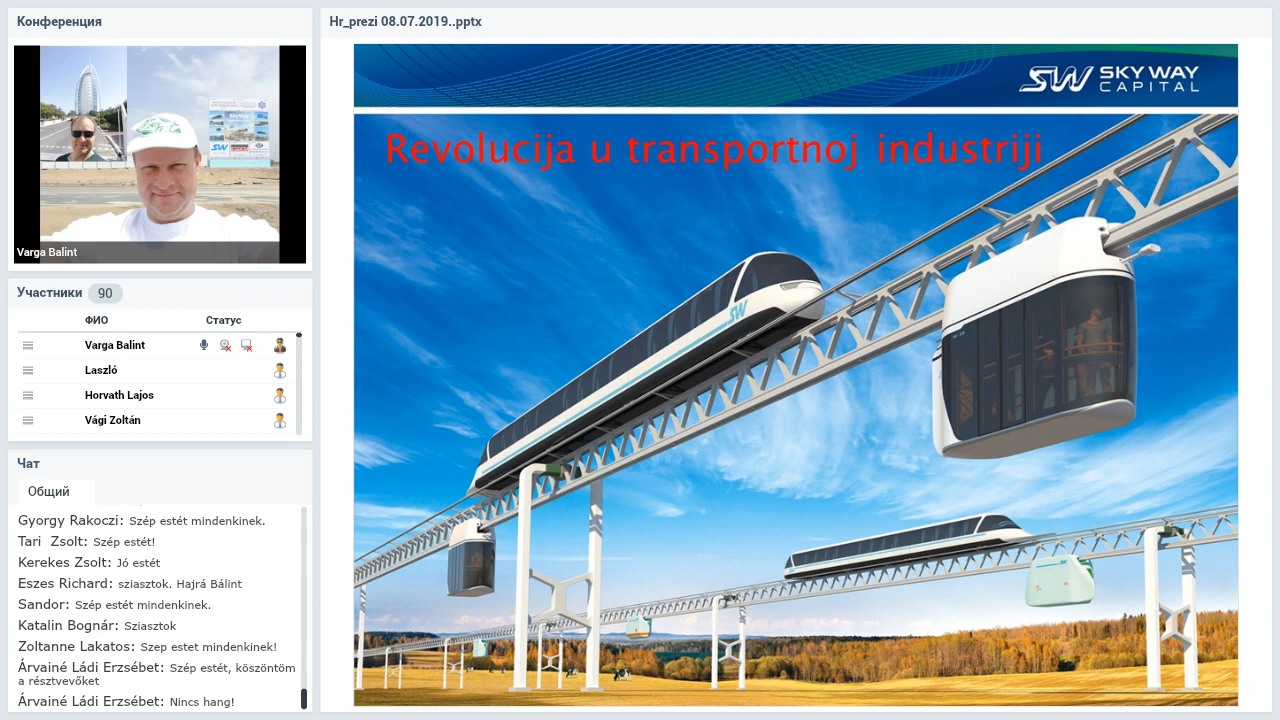 Конференция
Varga Balint
Участники 90
ФИО Статус
Varga Balint
Laszló
Horvath Lajos
Vági Zoltán
Чат
Общий
Gyorgy Rakoczi: Szép estét mindenkinek.
Tari Zsolt: Szép estét!
Kerekes Zsolt: Jó estét
Eszes Richard: sziasztok. Hajrá Bálint
Sandor: Szép estét mindenkinek.
Katalin Bognár: Sziasztok
Zoltanne Lakatos: Szep estet mindenkinek!
Árvainé Ládi Erzsébet: Szép estét, köszöntöm
a résztvevőket
Árvainé Ládi Erzsébet: Nincs hang!
Hr_prezi 08.07.2019..pptx
SW SKY WAY
CAPITAL
Revolucija u transportnoj industriji
SW